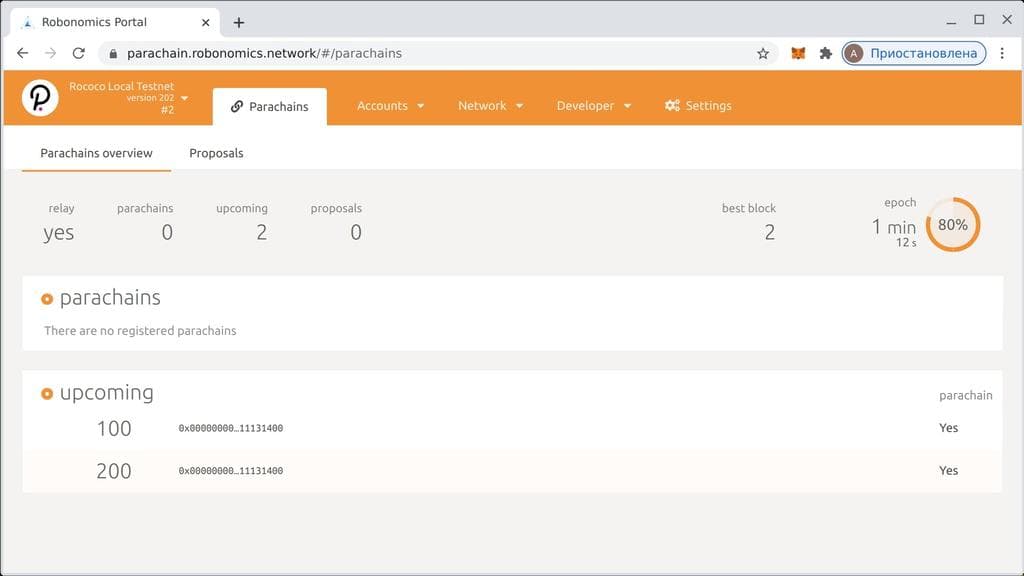 Robonomics Portal
parachain.robonomics.network/#/parachains
A Приостановлена
Rococo Local Testnet
version 202
#2
Parachains
Accounts
Network
Developer
Settings
Parachains overview
Proposals
relay
yes
parachains
0
upcoming
2
proposals
0
best block
2
epoch
1 min
12 s
80%
parachains
There are no registered parachains
upcoming
parachain
100 0x00000000…11131400 Yes
200 0x00000000…11131400 Yes